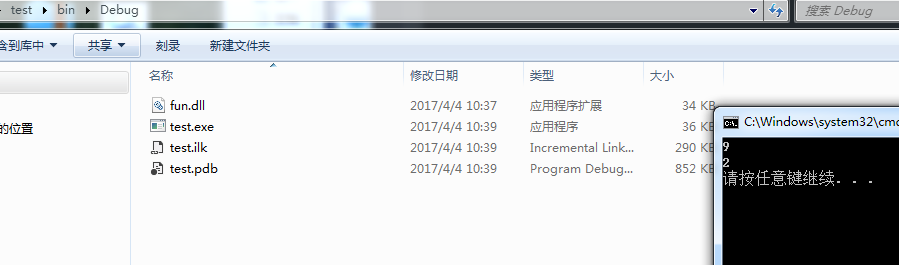 test ▸ bin ▸ Debug
搜索 Debug
含到库中
共享
刻录
新建文件夹
名称 修改日期 类型 大小
fun.dll 2017/4/4 10:37 应用程序扩展 34 KB
test.exe 2017/4/4 10:39 应用程序 36 KB
test.ilk 2017/4/4 10:39 Incremental Link... 290 KB
test.pdb 2017/4/4 10:39 Program Debug... 852 KB
的位置
C:\Windows\system32\cmd
9
2
请按任意键继续. . .